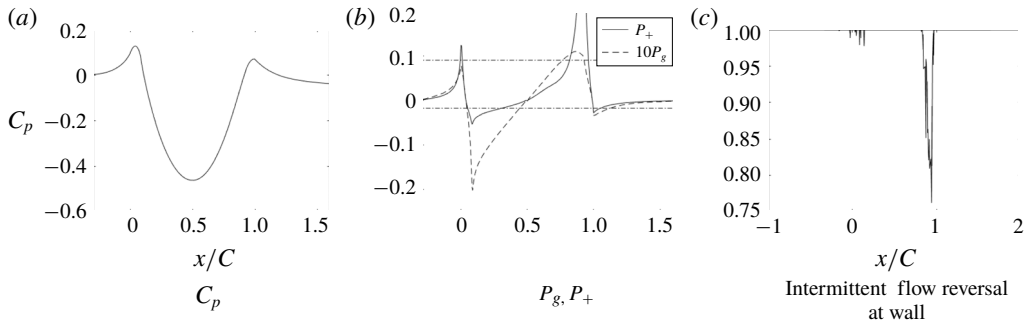 (a)
0.2
0
−0.2
−0.4
−0.6
C_p
0
0.5
1.0
1.5
x/C
C_p
(b)
0.2
0.1
0
−0.1
−0.2
P_+
10P_g
0
0.5
1.0
1.5
P_g, P_+
(c)
1.00
0.95
0.90
0.85
0.80
0.75
−1
0
1
2
x/C
Intermittent flow reversal
at wall